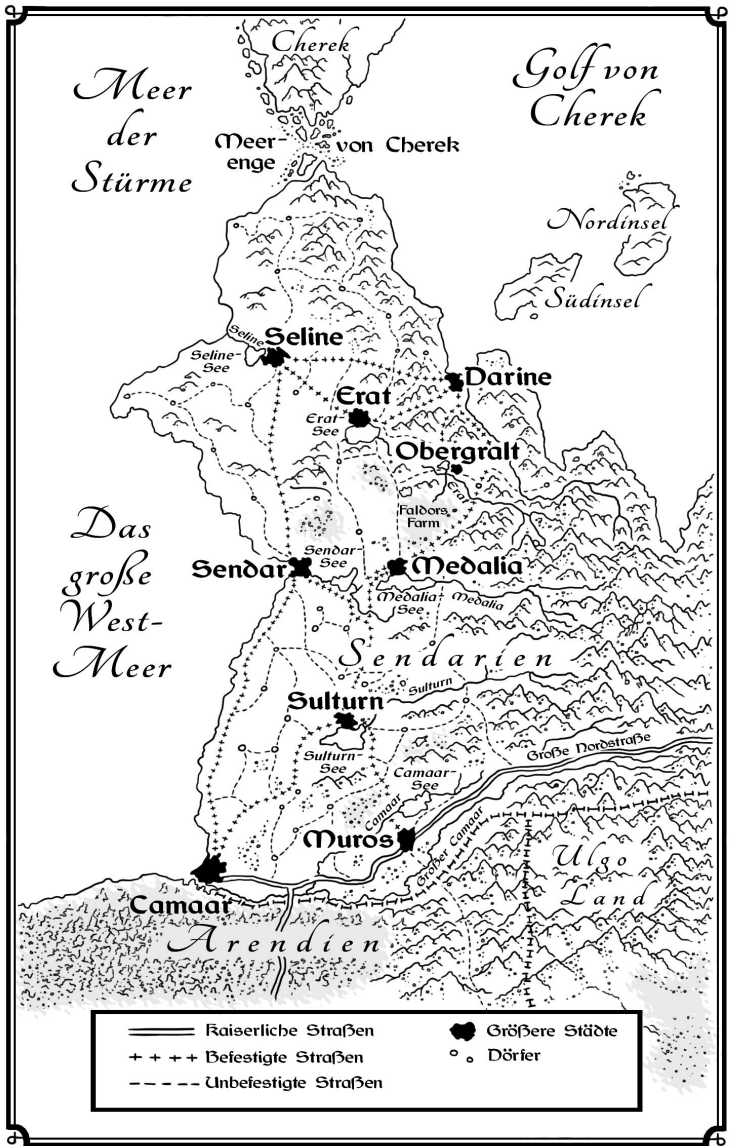 Cherek
Meer
der
Stürme
Golf von
Cherek
Meer-
enge
von Cherek
Nordinsel
Südinsel
Seline
Seline
Seline-
See
Darine
Erat
Erat-
See
Obergralt
Erat
Faldors
Farm
Das
große
West-
Meer
Sendar
Sendar-
See
Medalia
Medalia-
See
Medalia
Sendarien
Sulturn
Sulturn
Sulturn-
See
Große Nordstraße
Camaar-
See
Camaar
Muros
Großer Camaar
Ulgo
Land
Camaar
Arendien
Kaiserliche Straßen
Befestigte Straßen
Unbefestigte Straßen
Größere Städte
Dörfer